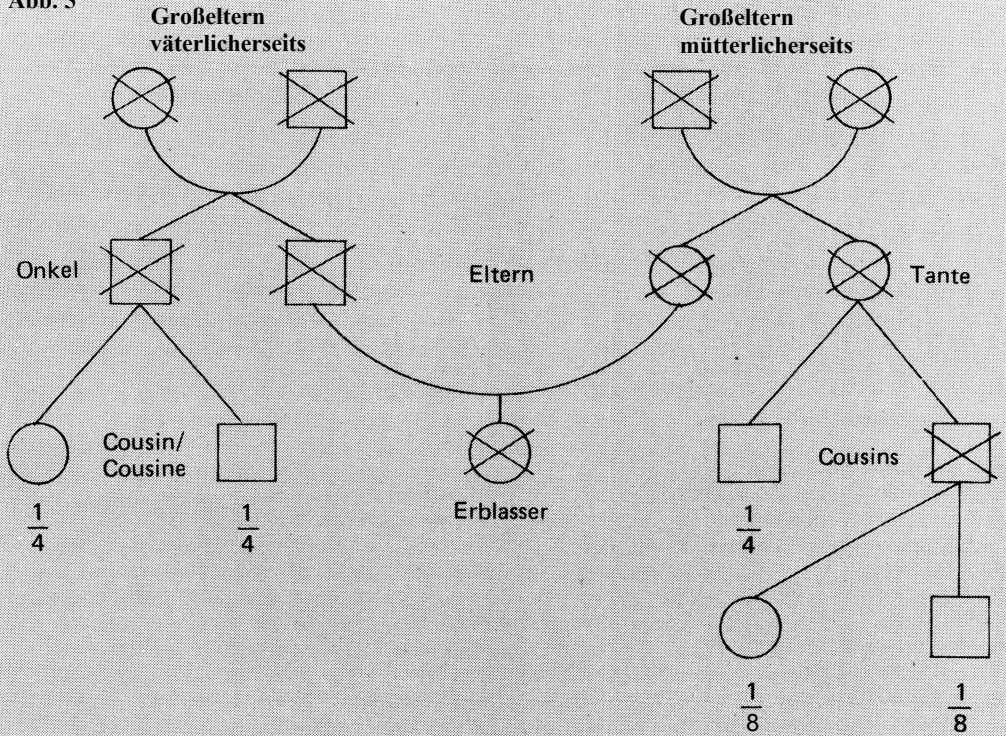 Abb. 5
Großeltern
väterlicherseits
Großeltern
mütterlicherseits
Onkel
Eltern
Tante
Cousin/
Cousine
Erblasser
Cousins
1/4
1/4
1/4
1/8
1/8